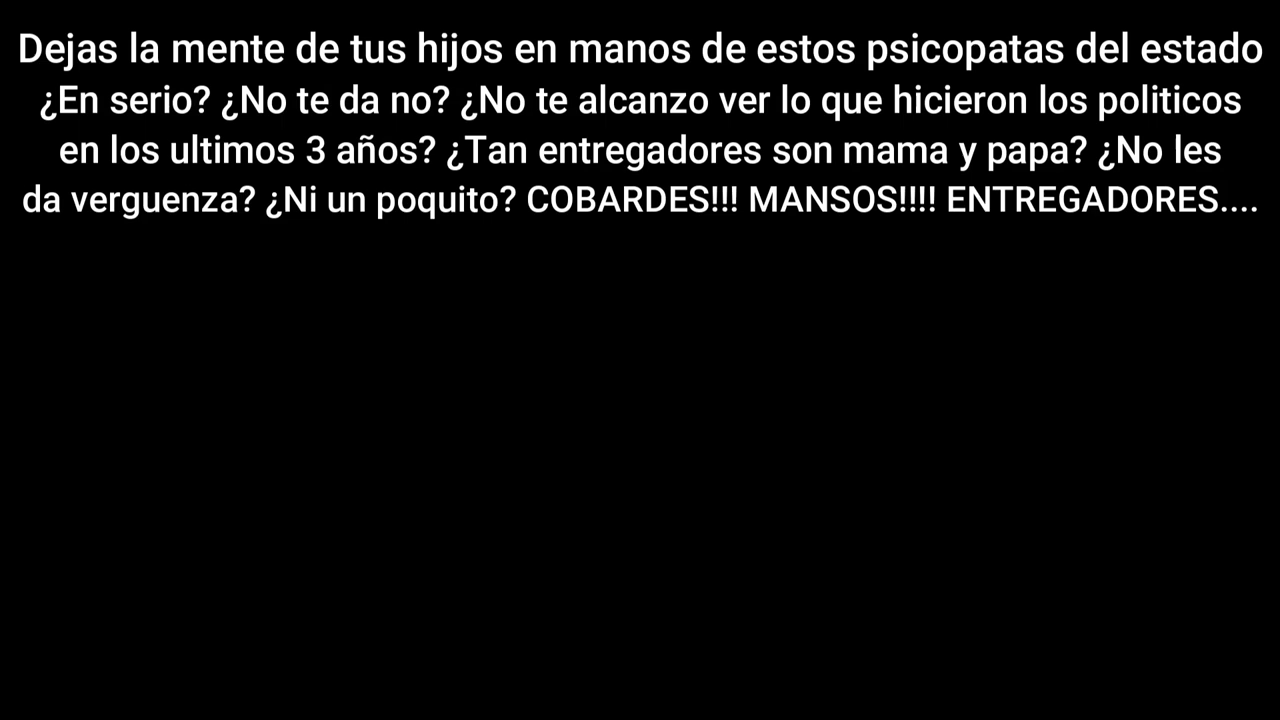 Dejas la mente de tus hijos en manos de estos psicopatas del estado
¿En serio? ¿No te da no? ¿No te alcanzo ver lo que hicieron los politicos
en los ultimos 3 años? ¿Tan entregadores son mama y papa? ¿No les
da verguenza? ¿Ni un poquito? COBARDES!!! MANSOS!!!! ENTREGADORES....